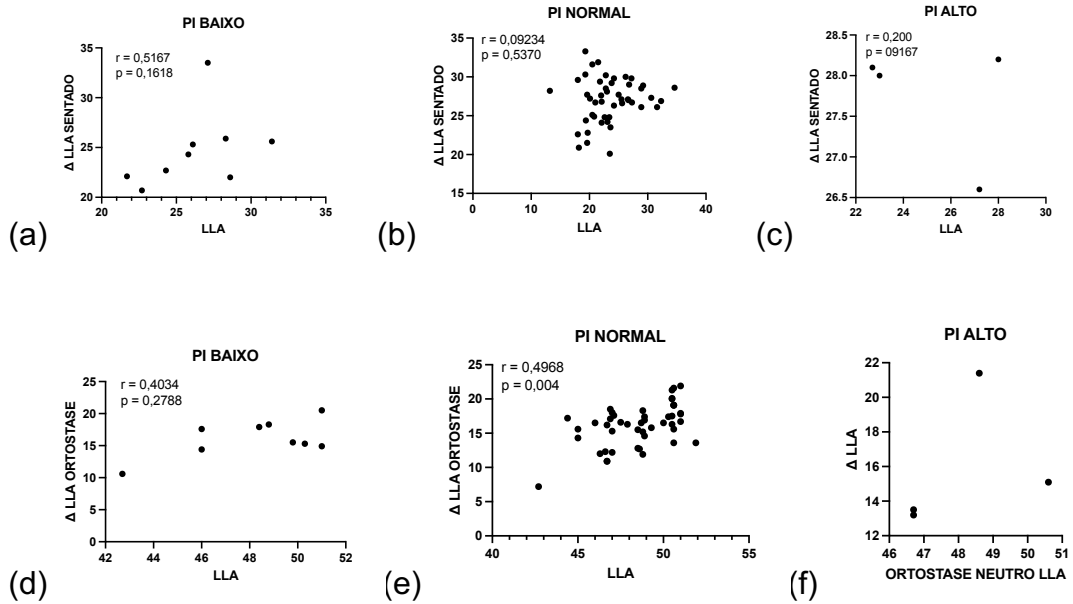 PI BAIXO
r = 0,5167
p = 0,1618
Δ LLA SENTADO
35
30
25
20
20
25
30
35
LLA
(a)
PI NORMAL
r = 0,09234
p = 0,5370
Δ LLA SENTADO
35
30
25
20
15
0
10
20
30
40
LLA
(b)
PI ALTO
r = 0,200
p = 09167
Δ LLA SENTADO
28.5
28.0
27.5
27.0
26.5
22
24
26
28
30
LLA
(c)
PI BAIXO
r = 0,4034
p = 0,2788
Δ LLA ORTOSTASE
25
20
15
10
5
0
42
44
46
48
50
52
LLA
(d)
PI NORMAL
r = 0,4968
p = 0,004
Δ LLA ORTOSTASE
25
20
15
10
5
0
40
45
50
55
LLA
(e)
PI ALTO
Δ LLA
22
20
18
16
14
12
46
47
48
49
50
51
ORTOSTASE NEUTRO LLA
(f)